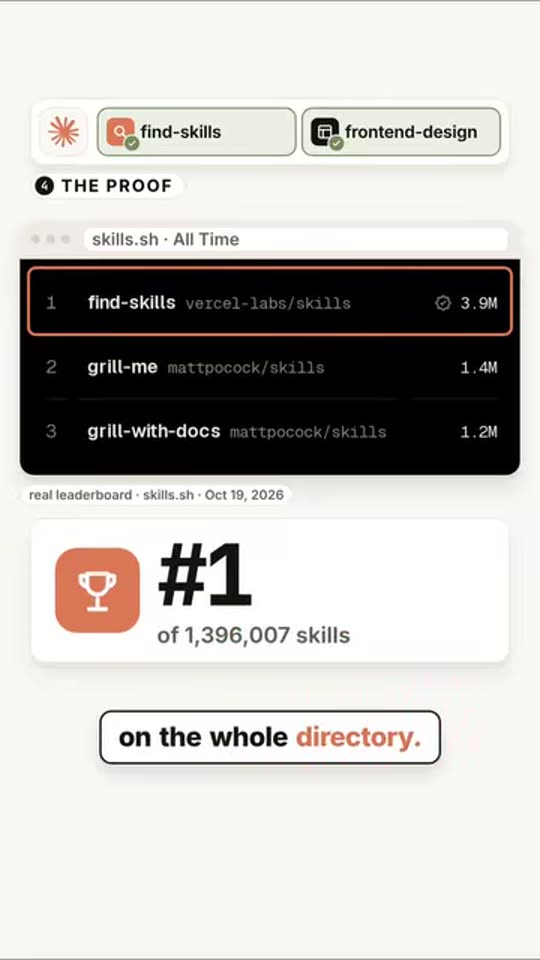 find-skills
frontend-design
4 THE PROOF
skills.sh · All Time
1 find-skills vercel-labs/skills 3.9M
2 grill-me mattpocock/skills 1.4M
3 grill-with-docs mattpocock/skills 1.2M
real leaderboard · skills.sh · Oct 19, 2026
#1
of 1,396,007 skills
on the whole directory.